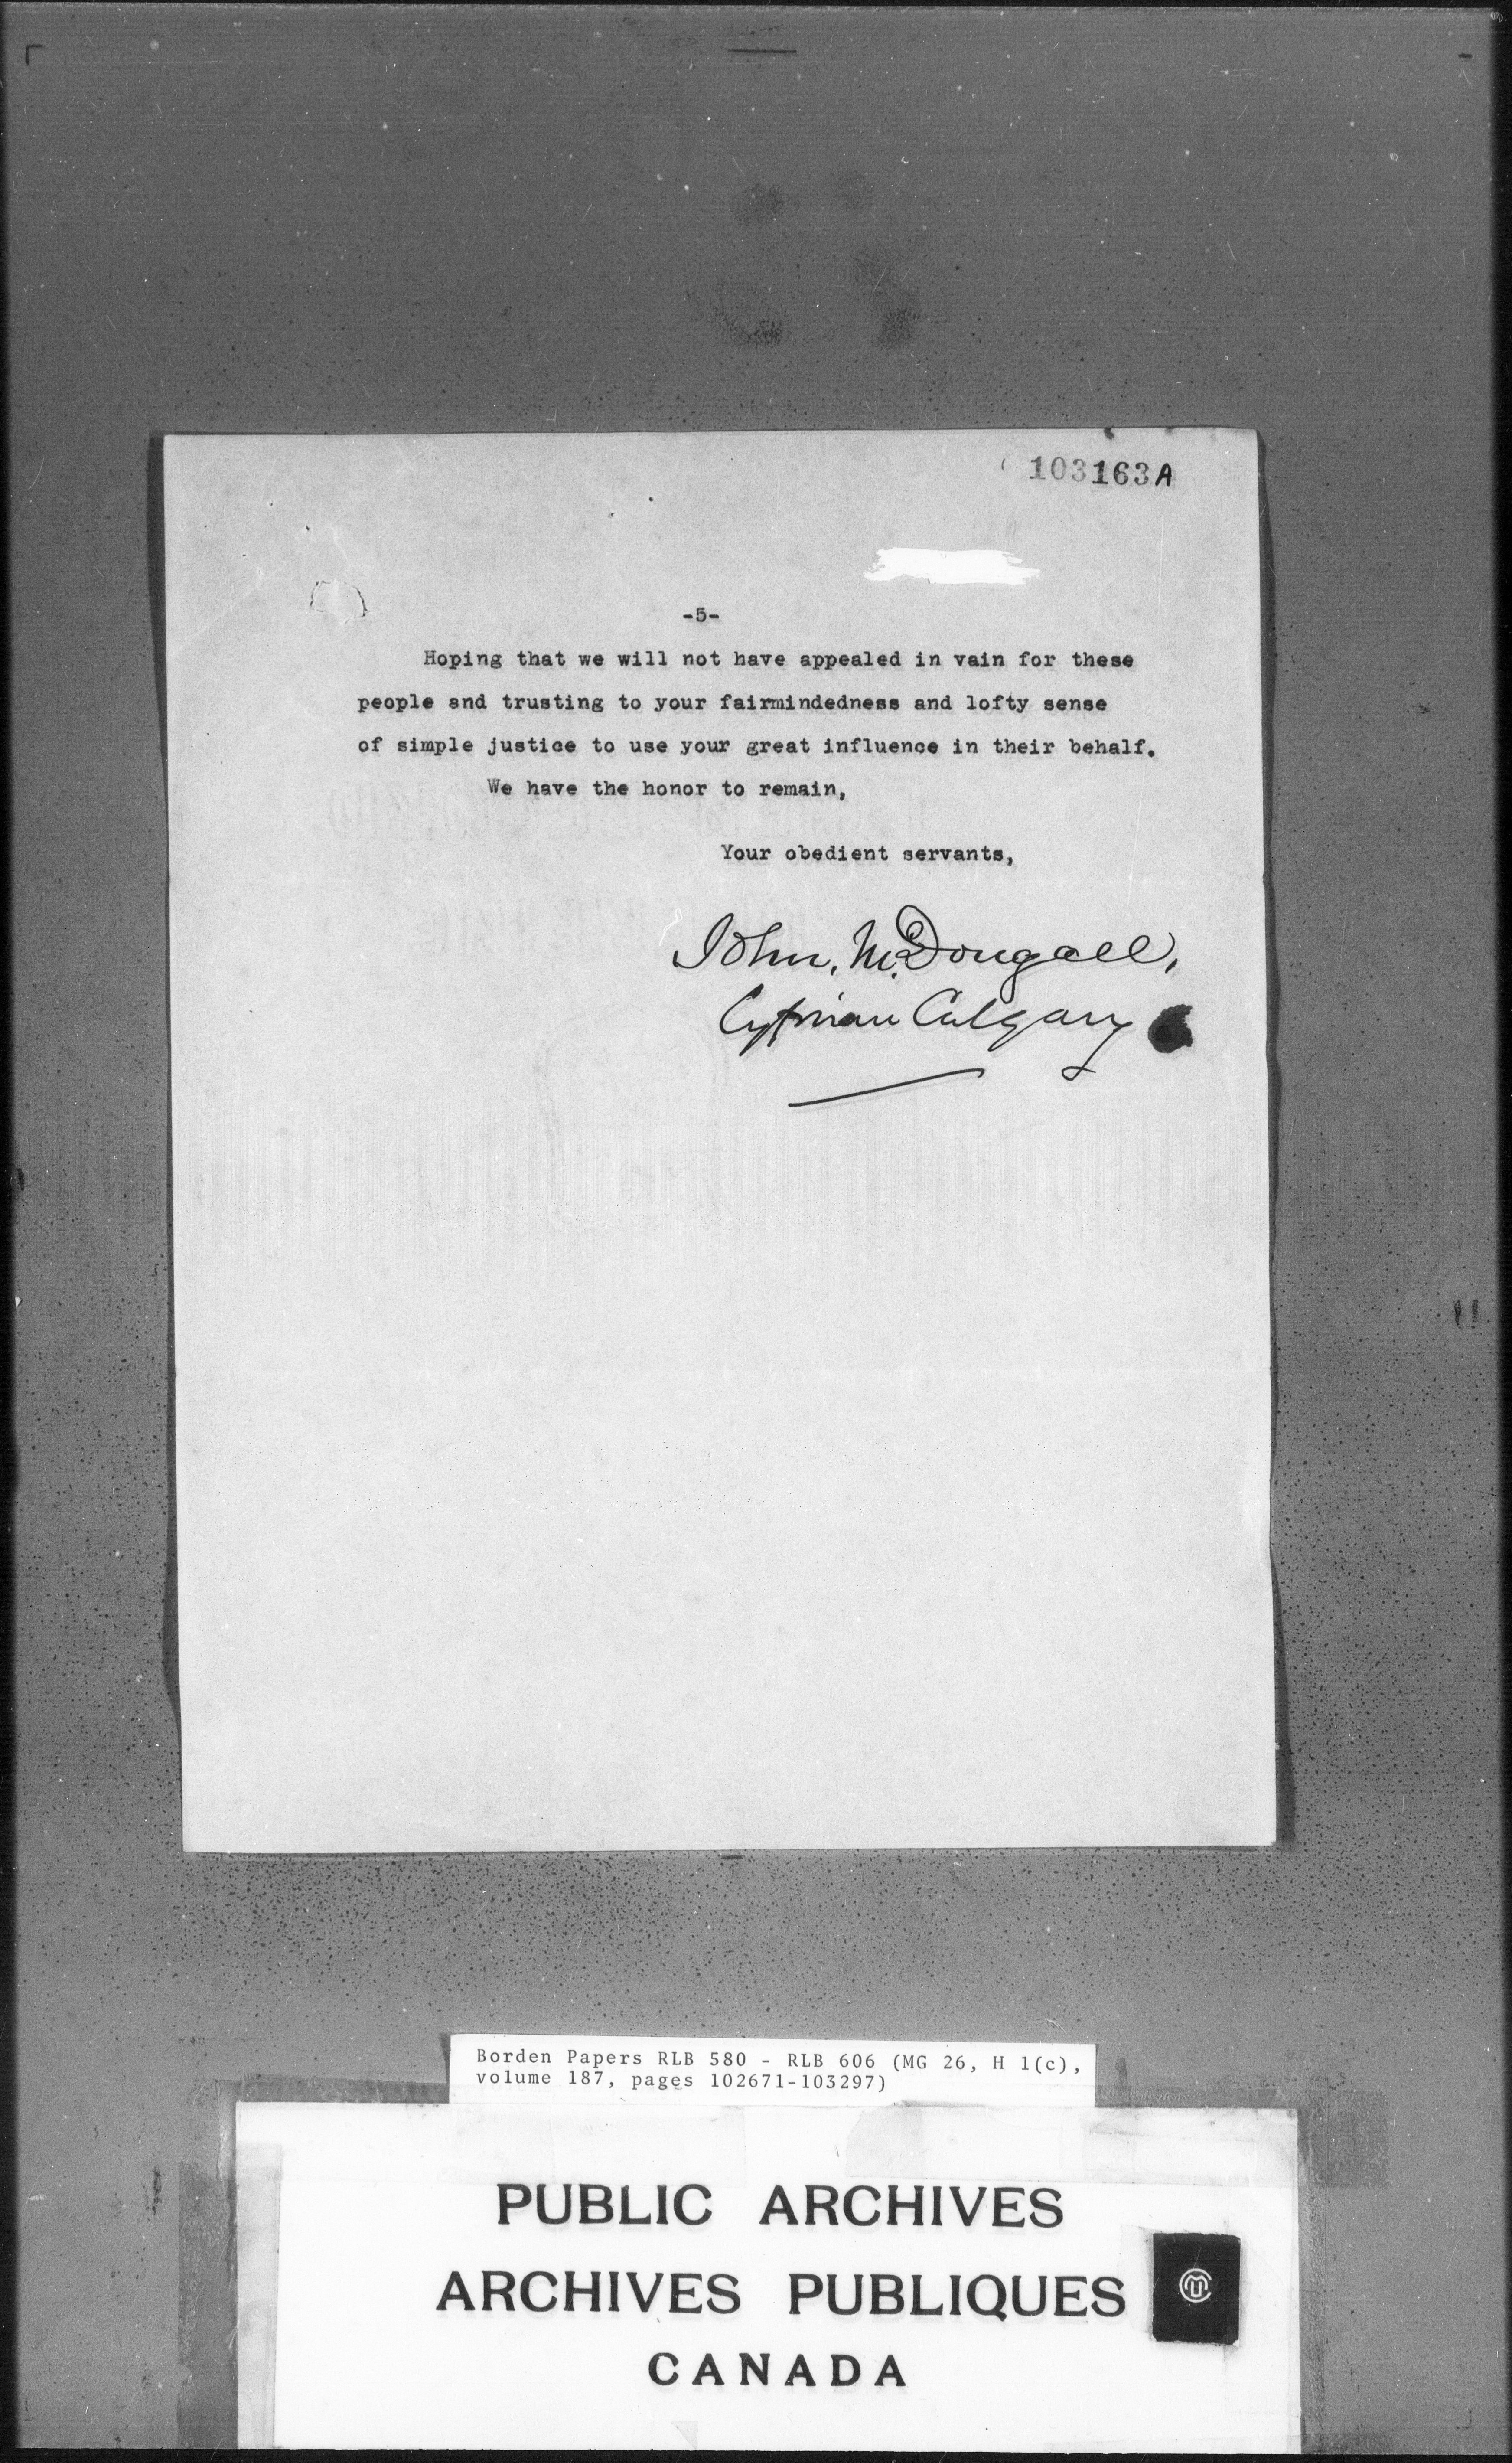 103163A
-5-
Hoping that we will not have appealed in vain for these
people and trusting to your fairmindedness and lofty sense
of simple justice to use your great influence in their behalf.
We have the honor to remain,
Your obedient servants,
John, McDougall,
Cyprian Calgary
Borden Papers RLB 580 - RLB 606 (MG 26, H 1(c),
volume 187, pages 102671-103297)
PUBLIC ARCHIVES
ARCHIVES PUBLIQUES
CANADA